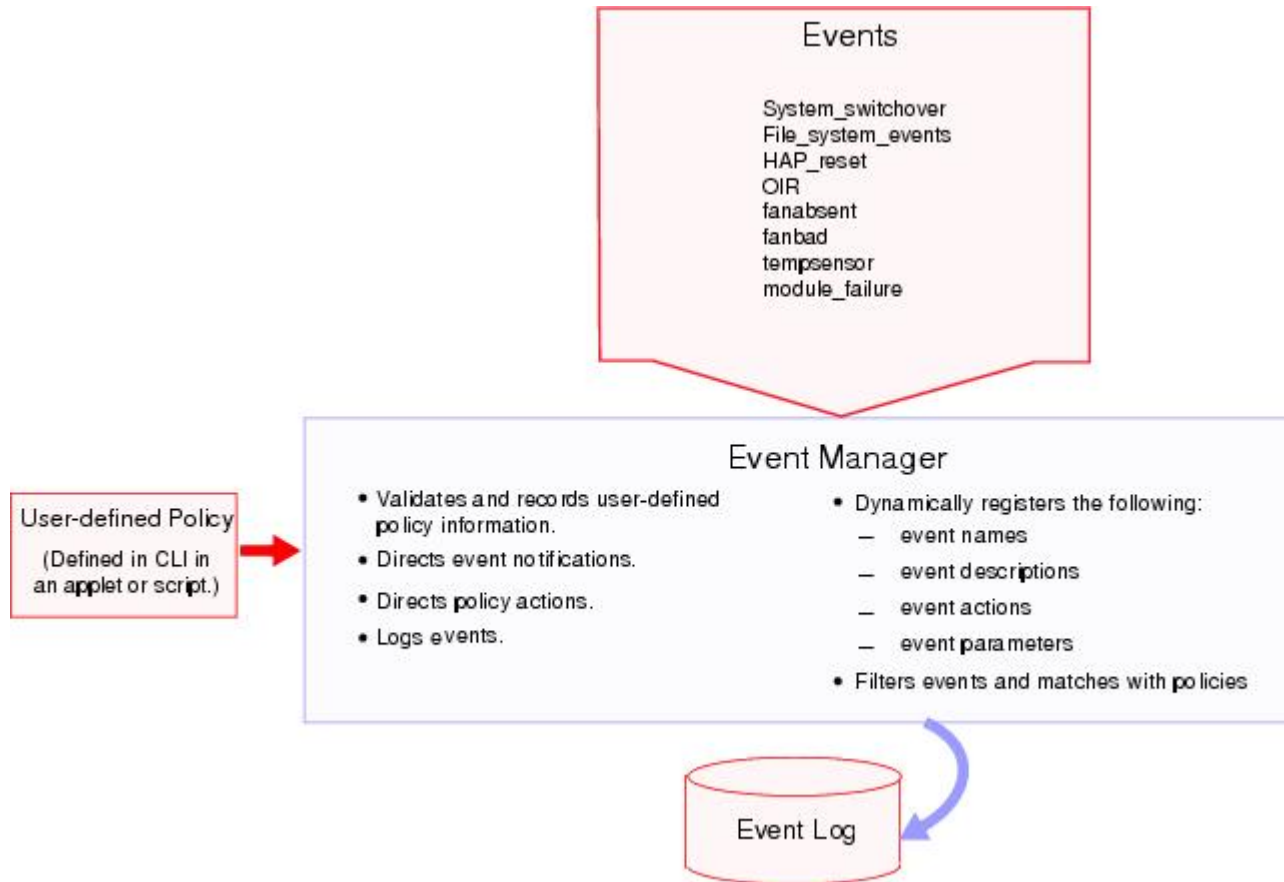 Events
System_switchover
File_system_events
HAP_reset
OIR
fanabsent
fanbad
tempsensor
module_failure
User-defined Policy
(Defined in CLI in
an applet or script.)
Event Manager
• Validates and records user-defined
policy information.
• Directs event notifications.
• Directs policy actions.
• Logs events.
• Dynamically registers the following:
– event names
– event descriptions
– event actions
– event parameters
• Filters events and matches with policies
Event Log